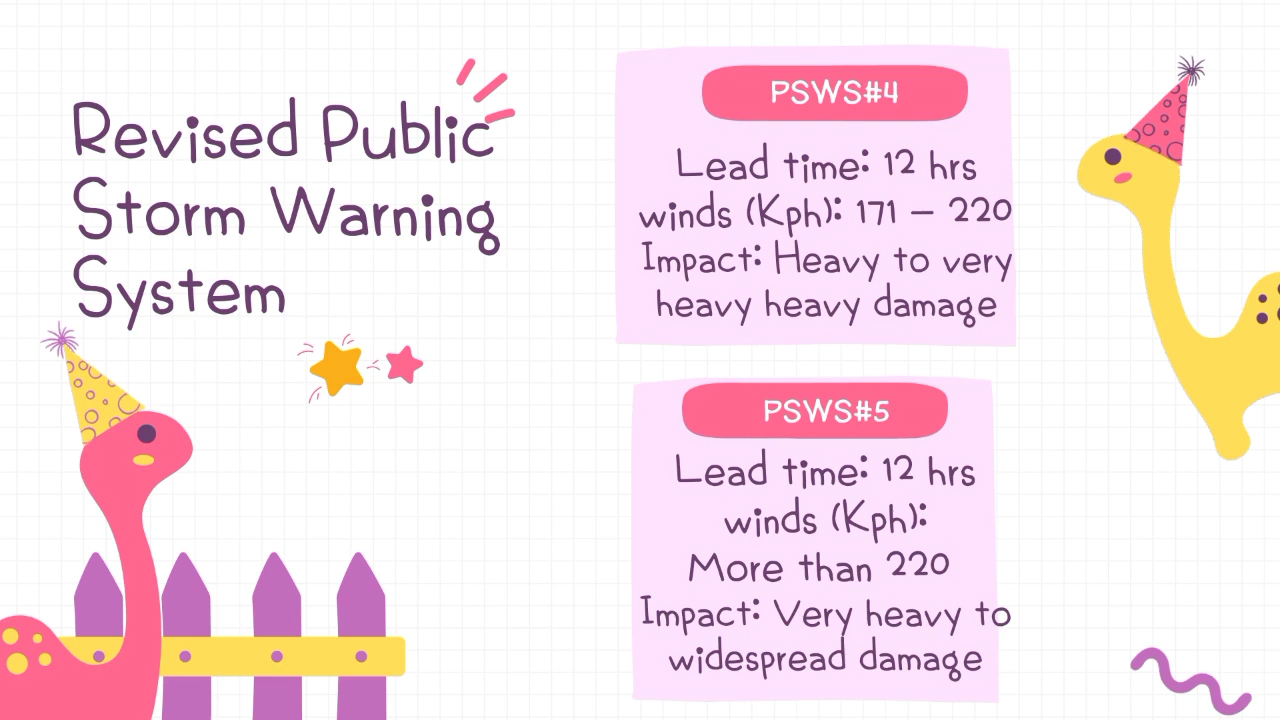 Revised Public
Storm Warning
System
PSWS#4
Lead time: 12 hrs
winds (Kph): 171 – 220
Impact: Heavy to very
heavy heavy damage
PSWS#5
Lead time: 12 hrs
winds (Kph):
More than 220
Impact: Very heavy to
widespread damage